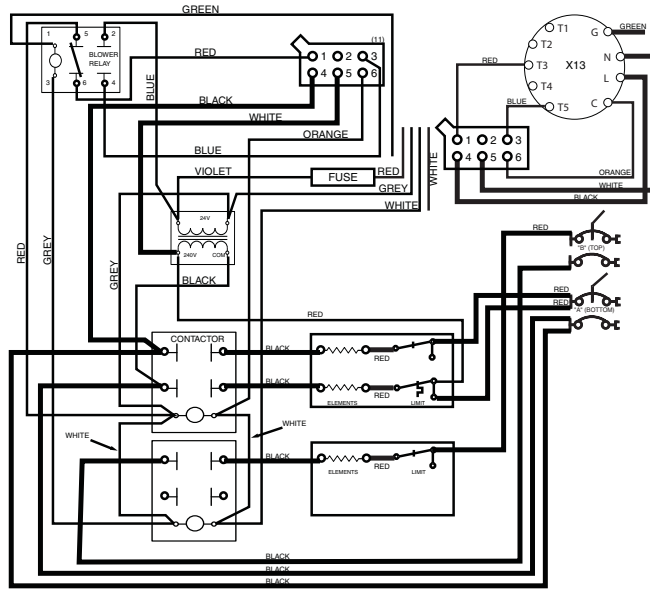 GREEN
1 5 2
BLOWER
RELAY
3 6 4
RED
(11)
1 2 3
4 5 6
BLUE
BLACK
WHITE
ORANGE
BLUE
VIOLET
FUSE
RED
GREY
WHITE
WHITE
T1
T2
T3
T4
T5
X13
G
N
L
C
GREEN
RED
BLUE
1 2 3
4 5 6
ORANGE
WHITE
BLACK
24V
240V COM
BLACK
RED
GREY
GREY
RED
RED
"B" (TOP)
RED
RED
"A" (BOTTOM)
CONTACTOR
BLACK
RED
BLACK
RED
ELEMENTS
LIMIT
WHITE
WHITE
BLACK
RED
ELEMENTS
LIMIT
BLACK
BLACK
BLACK